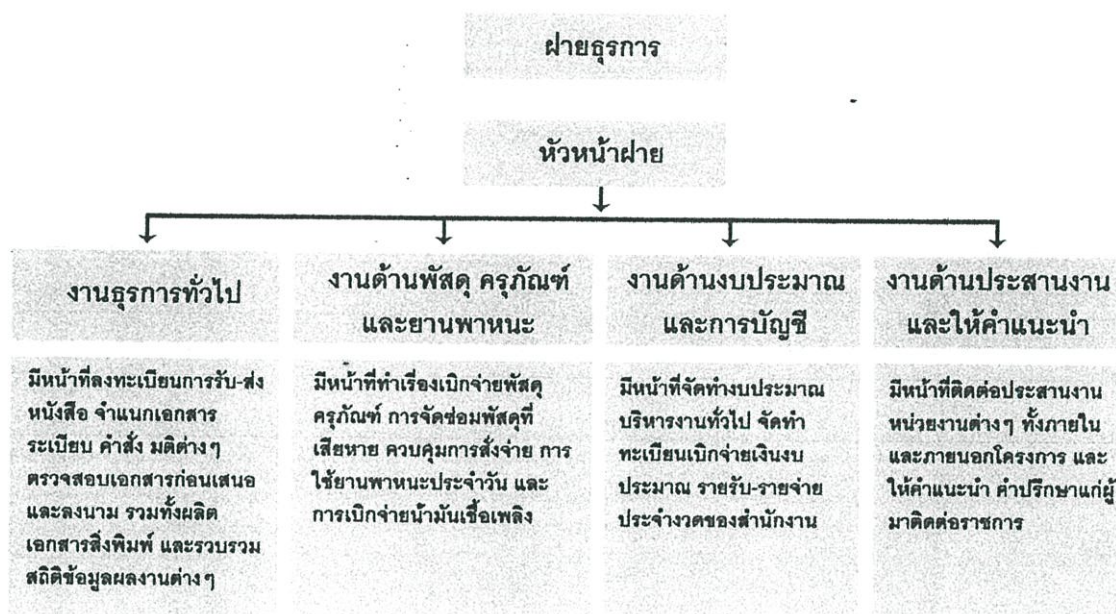 ฝ่ายธุรการ
หัวหน้าฝ่าย
งานธุรการทั่วไป
มีหน้าที่ลงทะเบียนการรับ-ส่ง
หนังสือ จำแนกเอกสาร
ระเบียบ คำสั่ง มติต่างๆ
ตรวจสอบเอกสารก่อนเสนอ
และลงนาม รวมทั้งผลิต
เอกสารสิ่งพิมพ์ และรวบรวม
สถิติข้อมูลผลงานต่างๆ
งานด้านพัสดุ ครุภัณฑ์
และยานพาหนะ
มีหน้าที่ทำเรื่องเบิกจ่ายพัสดุ
ครุภัณฑ์ การจัดซ่อมพัสดุที่
เสียหาย ควบคุมการสั่งจ่าย การ
ใช้ยานพาหนะประจำวัน และ
การเบิกจ่ายน้ำมันเชื้อเพลิง
งานด้านงบประมาณ
และการบัญชี
มีหน้าที่จัดทำงบประมาณ
บริหารงานทั่วไป จัดทำ
ทะเบียนเบิกจ่ายเงินงบ
ประมาณ รายรับ-รายจ่าย
ประจำงวดของสำนักงาน
งานด้านประสานงาน
และให้คำแนะนำ
มีหน้าที่ติดต่อประสานงาน
หน่วยงานต่างๆ ทั้งภายใน
และภายนอกโครงการ และ
ให้คำแนะนำ คำปรึกษาแก่ผู้
มาติดต่อราชการ